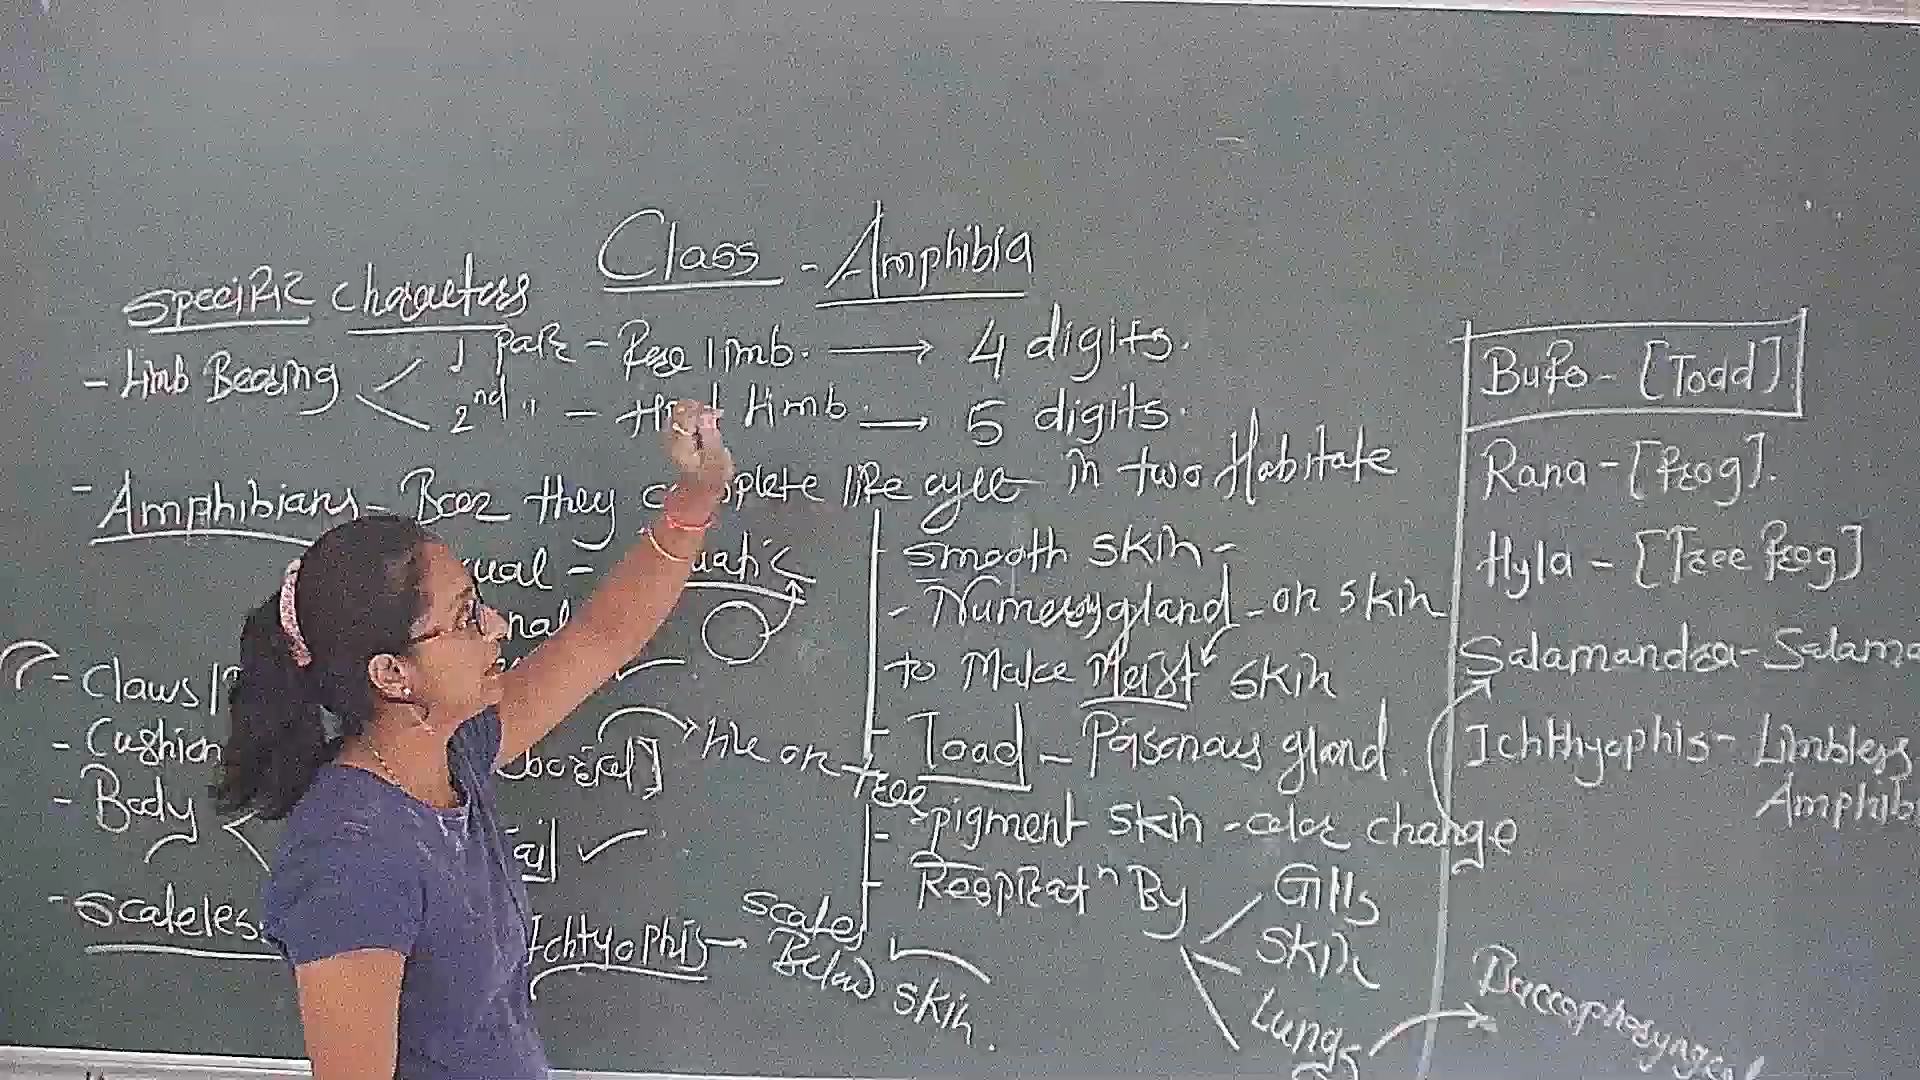 Class - Amphibia
Specific characters
- Limb Bearing
1 pair - Fore limb. → 4 digits.
2nd " - Hind limb. → 5 digits.
- Amphibians - Bcoz they complete life cycle in two Habitate
- Claws
- Cushion
- Body
- Scaleles
live on tree
Ichtyophis → scales
Below skin.
- Smooth skin -
- Numerous gland - on skin
to Make Moist skin
- Toad - Poisonous gland.
- pigment skin - color change
- Respirat^n By
Gills
Skin
Lungs
Bufo - [Todd].
Rana - [Frog].
Hyla - [Tree Frog]
Salamandra - Salama
Ichthyophis - Limbless
Amphib
Buccopharyngeal